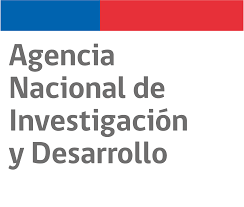 Agencia
Nacional de
Investigación
y Desarrollo